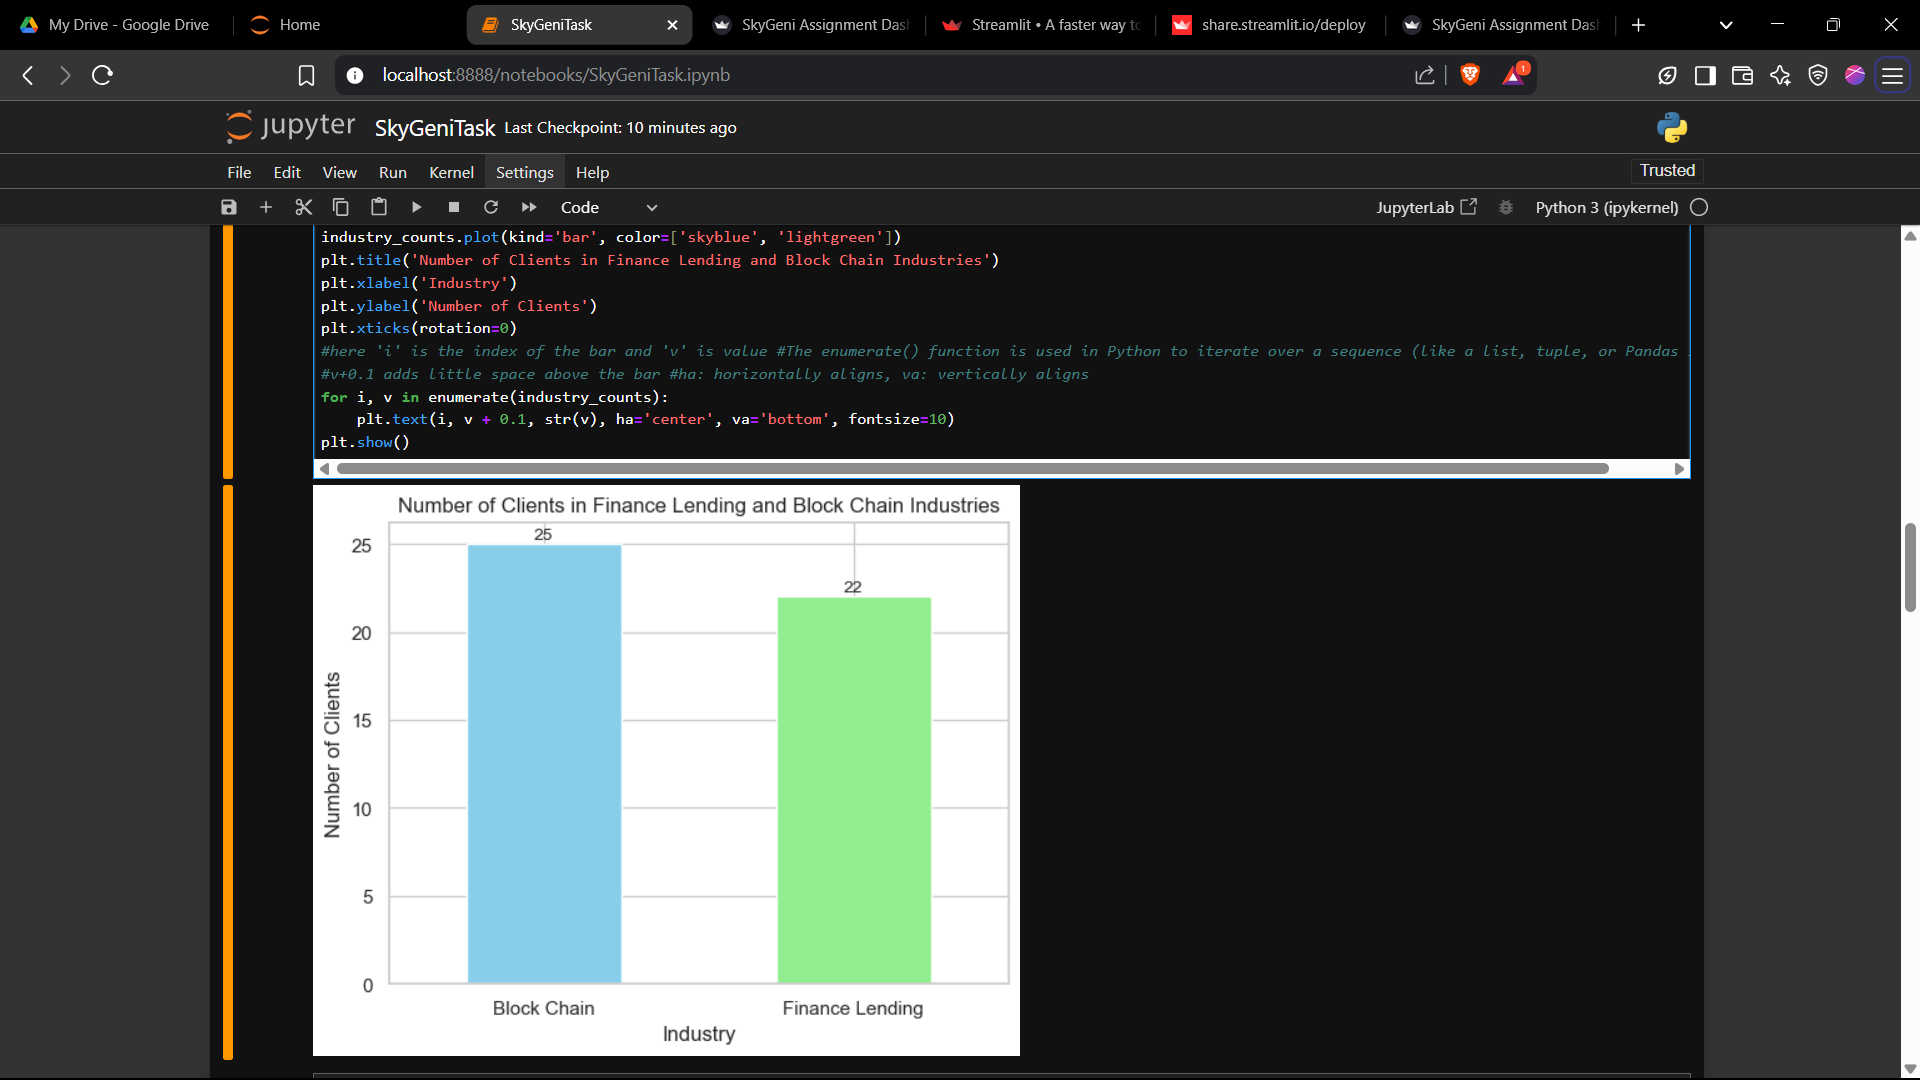 My Drive - Google Drive
Home
SkyGeniTask
SkyGeni Assignment Das
Streamlit • A faster way to
share.streamlit.io/deploy
SkyGeni Assignment Das
localhost:8888/notebooks/SkyGeniTask.ipynb
1
jupyter SkyGeniTask Last Checkpoint: 10 minutes ago
File Edit View Run Kernel Settings Help
Trusted
Code
JupyterLab
Python 3 (ipykernel)
industry_counts.plot(kind='bar', color=['skyblue', 'lightgreen'])
plt.title('Number of Clients in Finance Lending and Block Chain Industries')
plt.xlabel('Industry')
plt.ylabel('Number of Clients')
plt.xticks(rotation=0)
#here 'i' is the index of the bar and 'v' is value #The enumerate() function is used in Python to iterate over a sequence (like a list, tuple, or Pandas
#v+0.1 adds little space above the bar #ha: horizontally aligns, va: vertically aligns
for i, v in enumerate(industry_counts):
    plt.text(i, v + 0.1, str(v), ha='center', va='bottom', fontsize=10)
plt.show()
Number of Clients in Finance Lending and Block Chain Industries
25
22
25
20
15
10
5
0
Number of Clients
Block Chain
Finance Lending
Industry